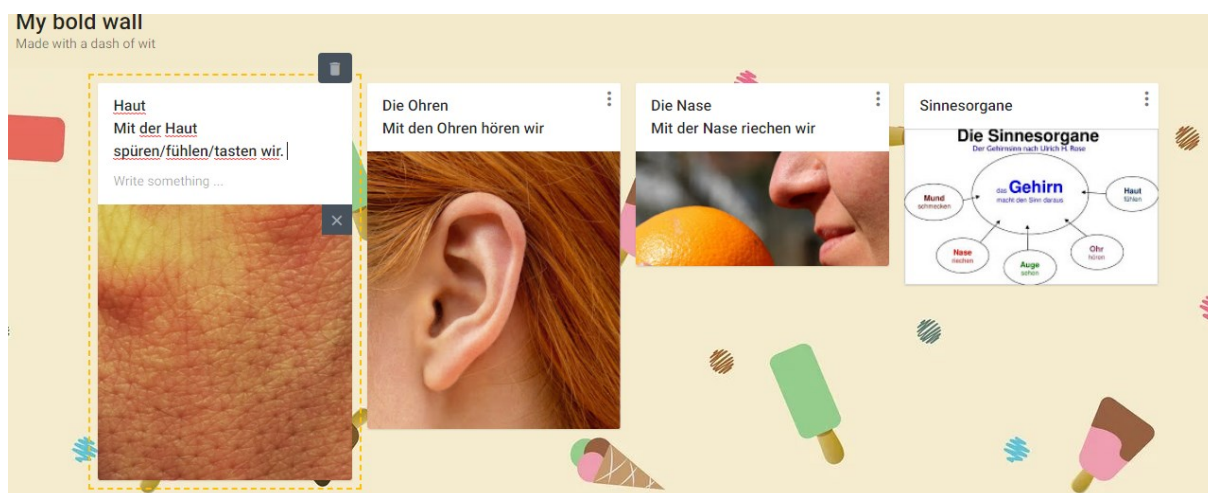 My bold wall
Made with a dash of wit
Haut
Mit der Haut
spüren/fühlen/tasten wir.
Write something ...
Die Ohren
Mit den Ohren hören wir
Die Nase
Mit der Nase riechen wir
Sinnesorgane
Die Sinnesorgane
Der Gehirnsinn nach Ulrich H. Rose
das Gehirn
macht den Sinn daraus
Mund
schmecken
Haut
fühlen
Nase
riechen
Auge
sehen
Ohr
hören